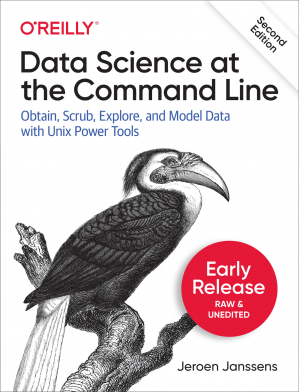 O'REILLY®
Second
Edition
Data Science at
the Command Line
Obtain, Scrub, Explore, and Model Data
with Unix Power Tools
Early
Release
RAW &
UNEDITED
Jeroen Janssens